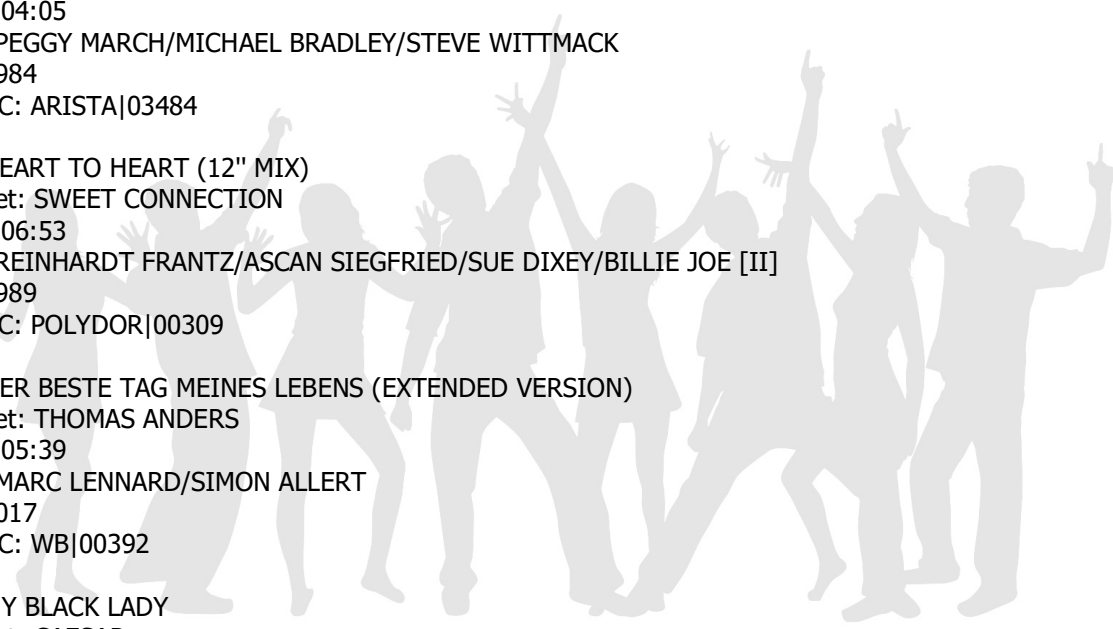 04:05
PEGGY MARCH/MICHAEL BRADLEY/STEVE WITTMACK
984
C: ARISTA|03484
EART TO HEART (12" MIX)
et: SWEET CONNECTION
06:53
REINHARDT FRANTZ/ASCAN SIEGFRIED/SUE DIXEY/BILLIE JOE [II]
989
C: POLYDOR|00309
ER BESTE TAG MEINES LEBENS (EXTENDED VERSION)
et: THOMAS ANDERS
05:39
MARC LENNARD/SIMON ALLERT
017
C: WB|00392
Y BLACK LADY